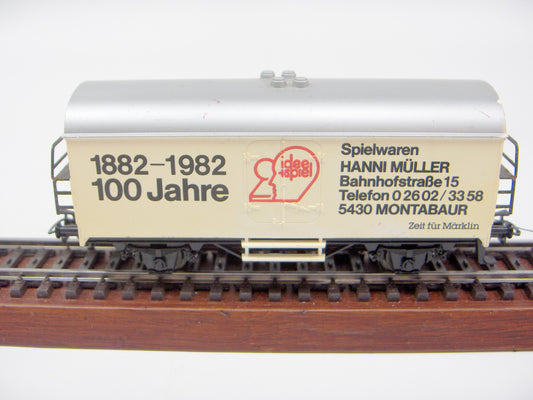 1882-1982
100 Jahre
idee
+spiel
Spielwaren
HANNI MÜLLER
Bahnhofstraße 15
Telefon 0 26 02 / 33 58
5430 MONTABAUR
Zeit für Märklin